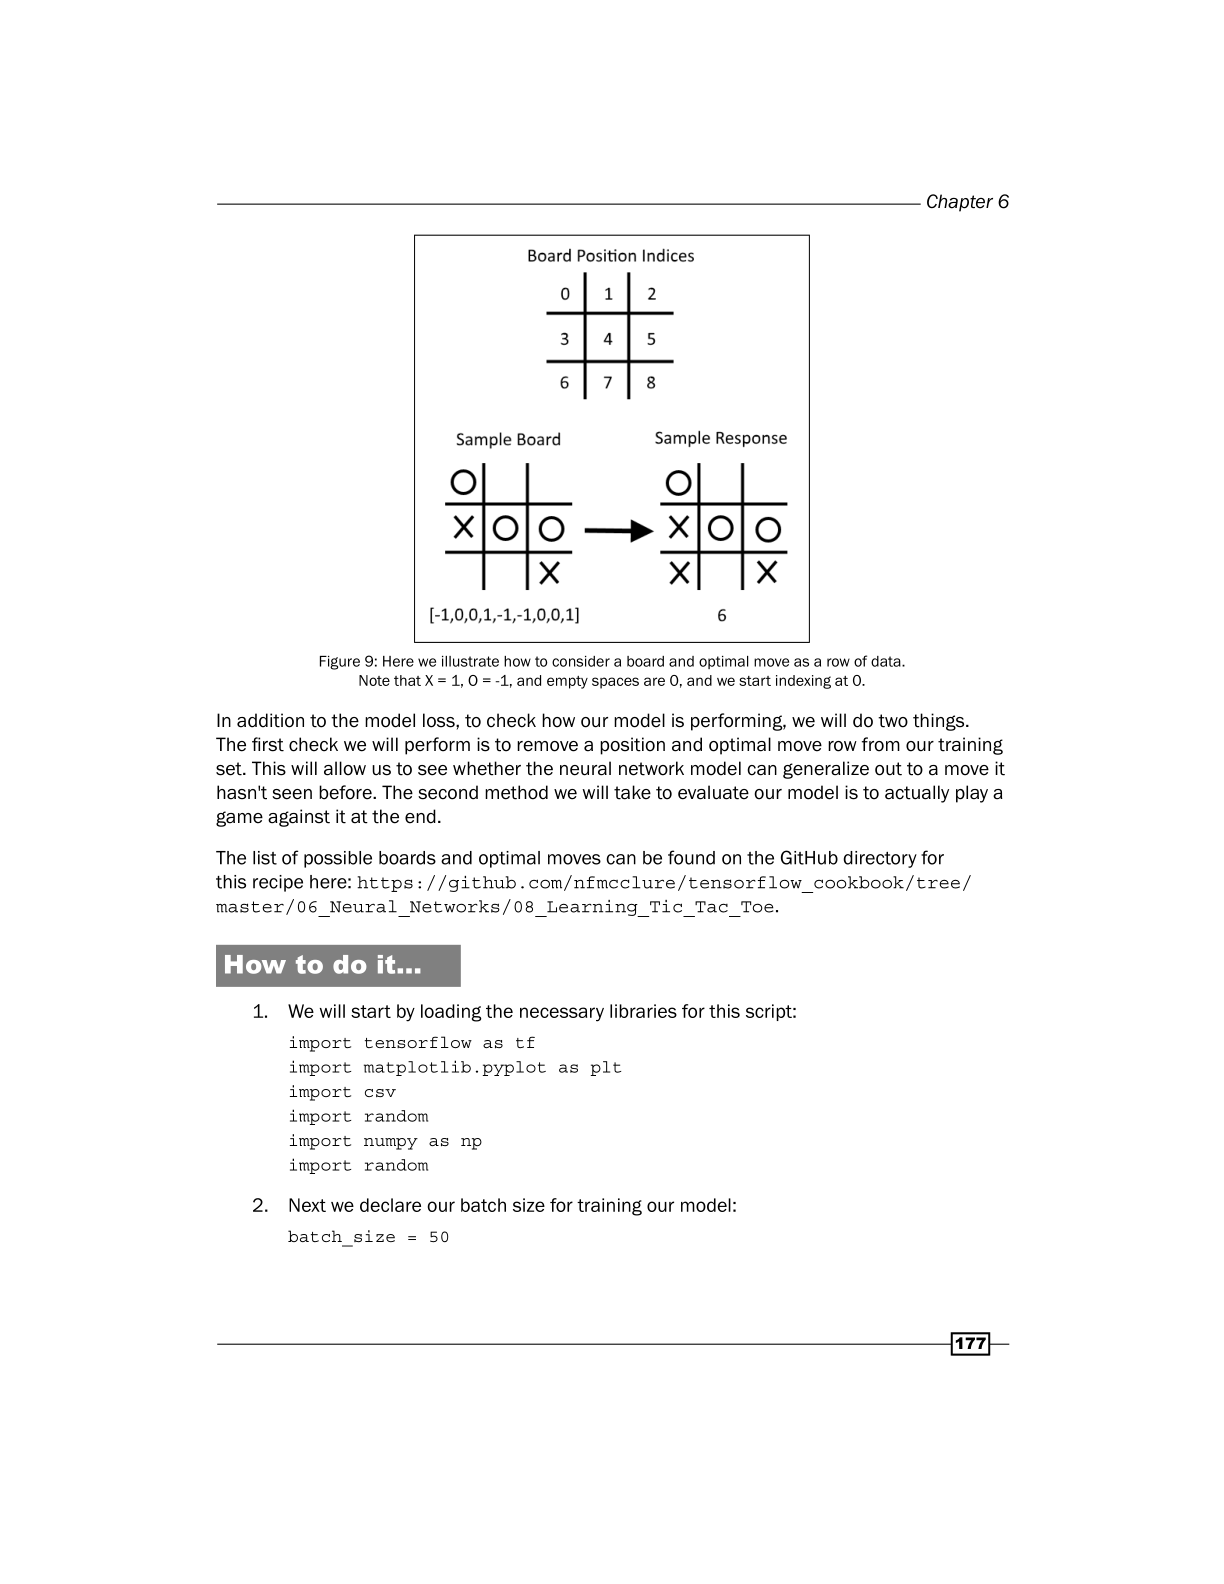 Chapter 6
Board Position Indices
0 1 2
3 4 5
6 7 8
Sample Board
Sample Response
O
X O O
X
O
X O O
X X
[-1,0,0,1,-1,-1,0,0,1]
6
Figure 9: Here we illustrate how to consider a board and optimal move as a row of data.
Note that X = 1, O = -1, and empty spaces are 0, and we start indexing at 0.
In addition to the model loss, to check how our model is performing, we will do two things.
The first check we will perform is to remove a position and optimal move row from our training
set. This will allow us to see whether the neural network model can generalize out to a move it
hasn't seen before. The second method we will take to evaluate our model is to actually play a
game against it at the end.
The list of possible boards and optimal moves can be found on the GitHub directory for
this recipe here: https://github.com/nfmcclure/tensorflow_cookbook/tree/
master/06_Neural_Networks/08_Learning_Tic_Tac_Toe.
How to do it...
1. We will start by loading the necessary libraries for this script:
import tensorflow as tf
import matplotlib.pyplot as plt
import csv
import random
import numpy as np
import random
2. Next we declare our batch size for training our model:
batch_size = 50
177